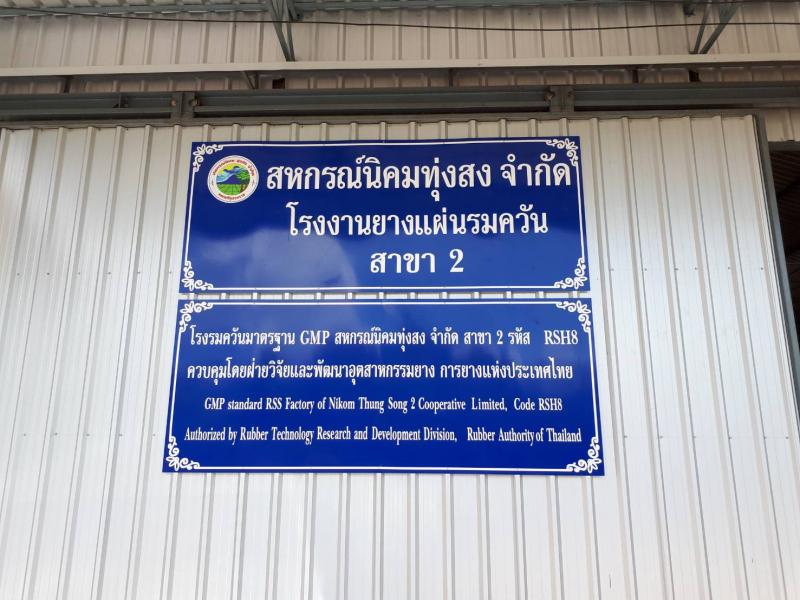 สหกรณ์นิคมทุ่งสง จำกัด
โรงงานยางแผ่นรมควัน
สาขา 2
โรงรมควันมาตรฐาน GMP สหกรณ์นิคมทุ่งสง จำกัด สาขา 2 รหัส RSH8
ควบคุมโดยฝ่ายวิจัยและพัฒนาอุตสาหกรรมยาง การยางแห่งประเทศไทย
GMP standard RSS Factory of Nikom Thung Song 2 Cooperative Limited, Code RSH8
Authorized by Rubber Technology Research and Development Division, Rubber Authority of Thailand